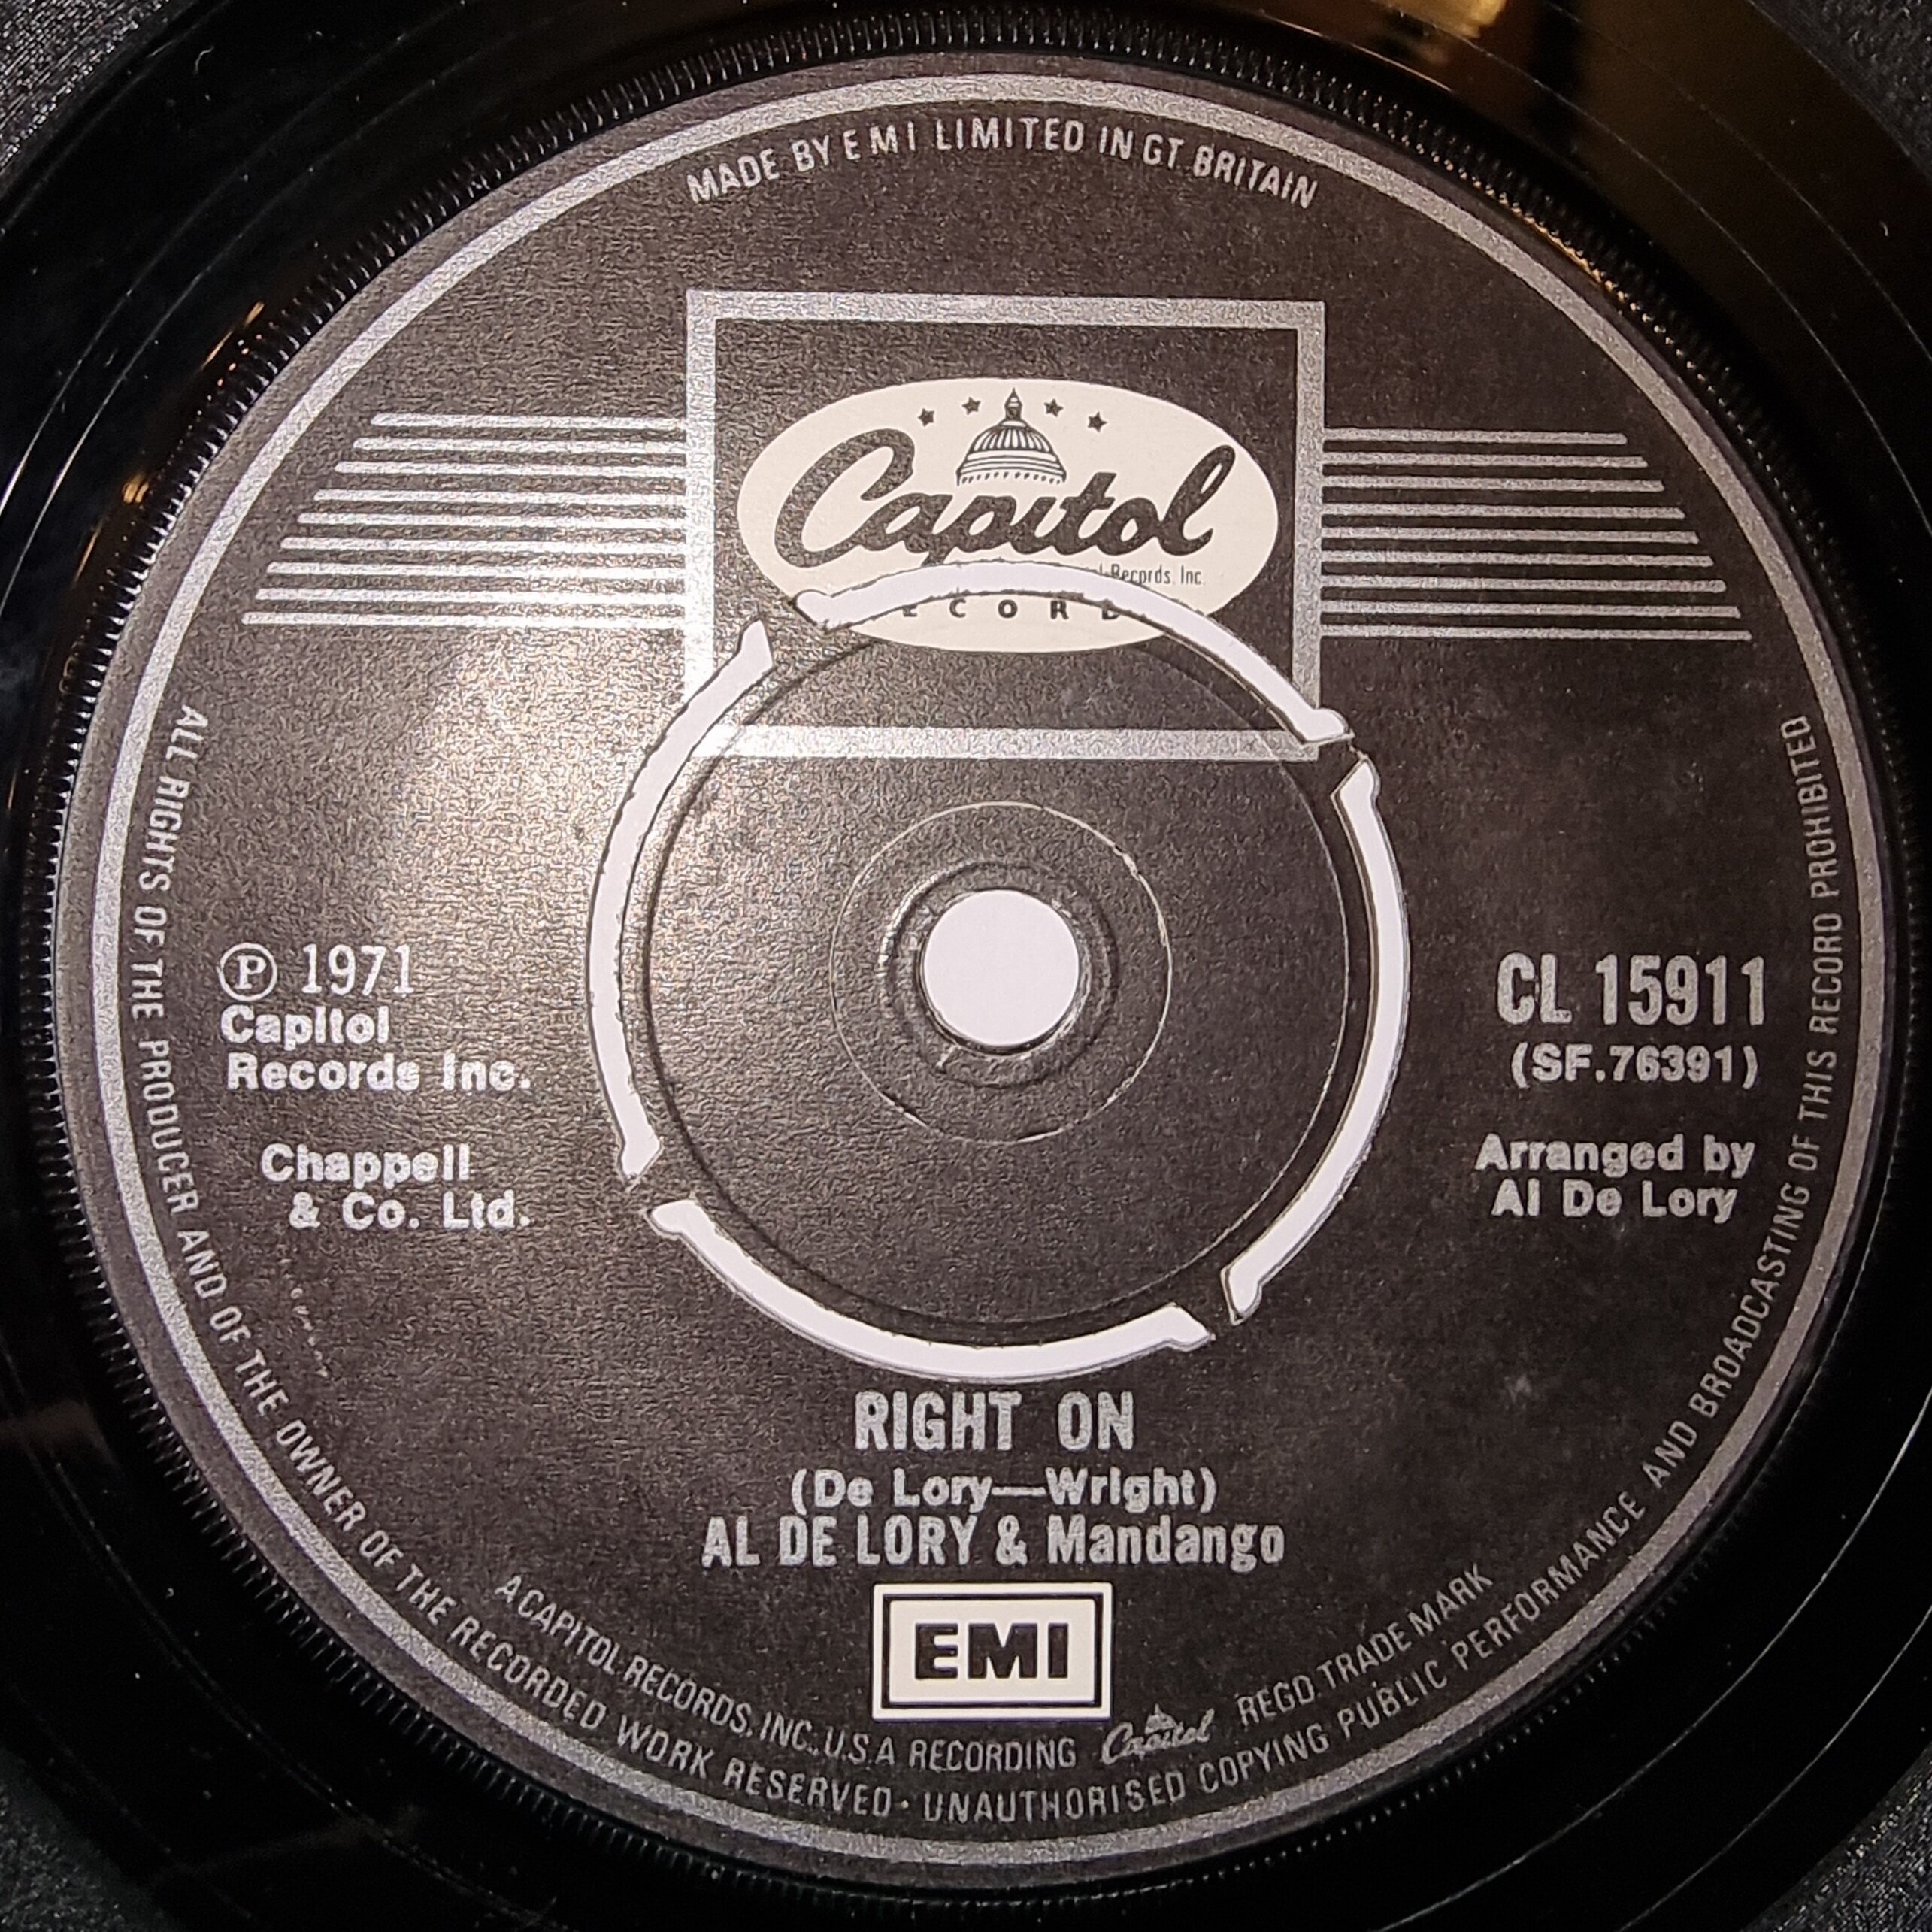 MADE BY EMI LIMITED IN GT. BRITAIN
Capitol
Records, Inc.
ECORD
ALL RIGHTS OF THE PRODUCER AND OF THE OWNER OF THE RECORDED WORK RESERVED · UNAUTHORISED COPYING PUBLIC PERFORMANCE AND BROADCASTING OF THIS RECORD PROHIBITED
Ⓟ 1971
Capitol
Records Inc.
Chappell
& Co. Ltd.
CL 15911
(SF.76391)
Arranged by
Al De Lory
RIGHT ON
(De Lory—Wright)
AL DE LORY & Mandango
EMI
A CAPITOL RECORDS, INC., U.S.A RECORDING Capitol REGD. TRADE MARK